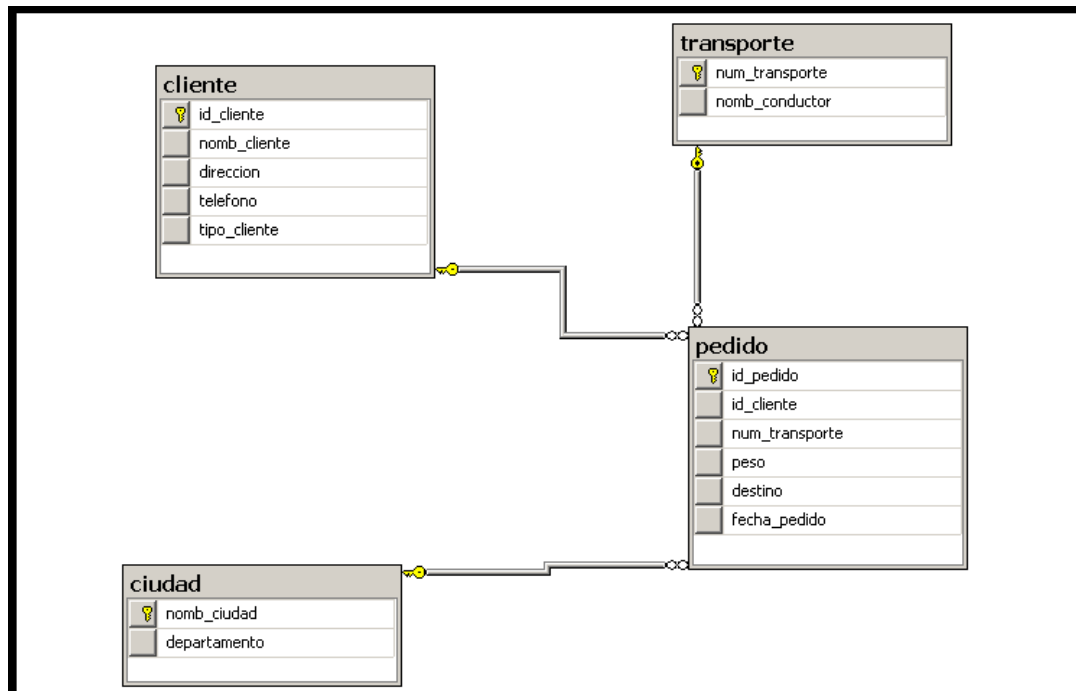 cliente
id_cliente
nomb_cliente
direccion
telefono
tipo_cliente
transporte
num_transporte
nomb_conductor
pedido
id_pedido
id_cliente
num_transporte
peso
destino
fecha_pedido
ciudad
nomb_ciudad
departamento